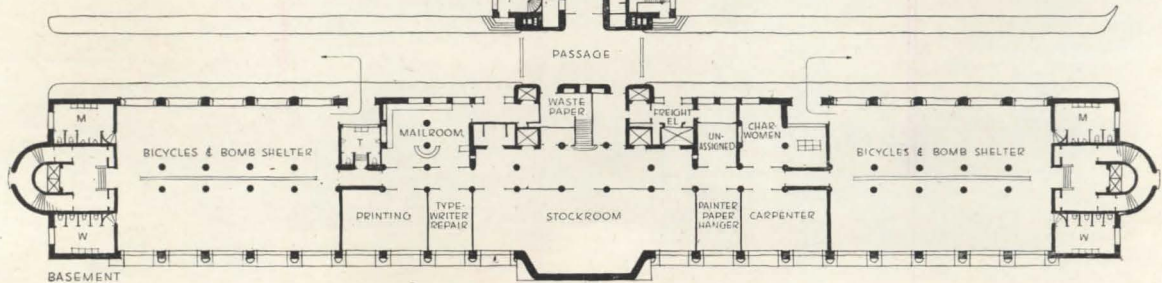 PASSAGE
WASTE
PAPER
FREIGHT
EL.
M
MAILROOM
UN-
ASSIGNED
CHAR-
WOMEN
M
T
BICYCLES & BOMB SHELTER
BICYCLES & BOMB SHELTER
PRINTING
TYPE-
WRITER
REPAIR
STOCKROOM
PAINTER
PAPER
HANGER
CARPENTER
W
W
BASEMENT